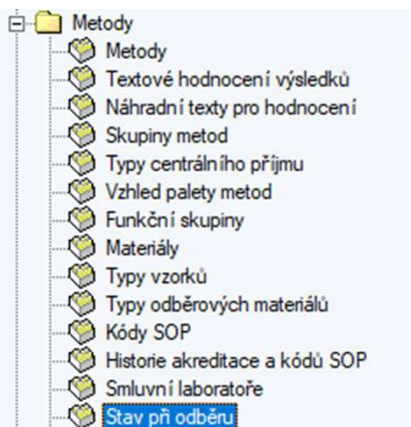 Metody
Metody
Textové hodnocení výsledků
Náhradní texty pro hodnocení
Skupiny metod
Typy centrálního příjmu
Vzhled palety metod
Funkční skupiny
Materiály
Typy vzorků
Typy odběrových materiálů
Kódy SOP
Historie akreditace a kódů SOP
Smluvní laboratoře
Stav při odběru